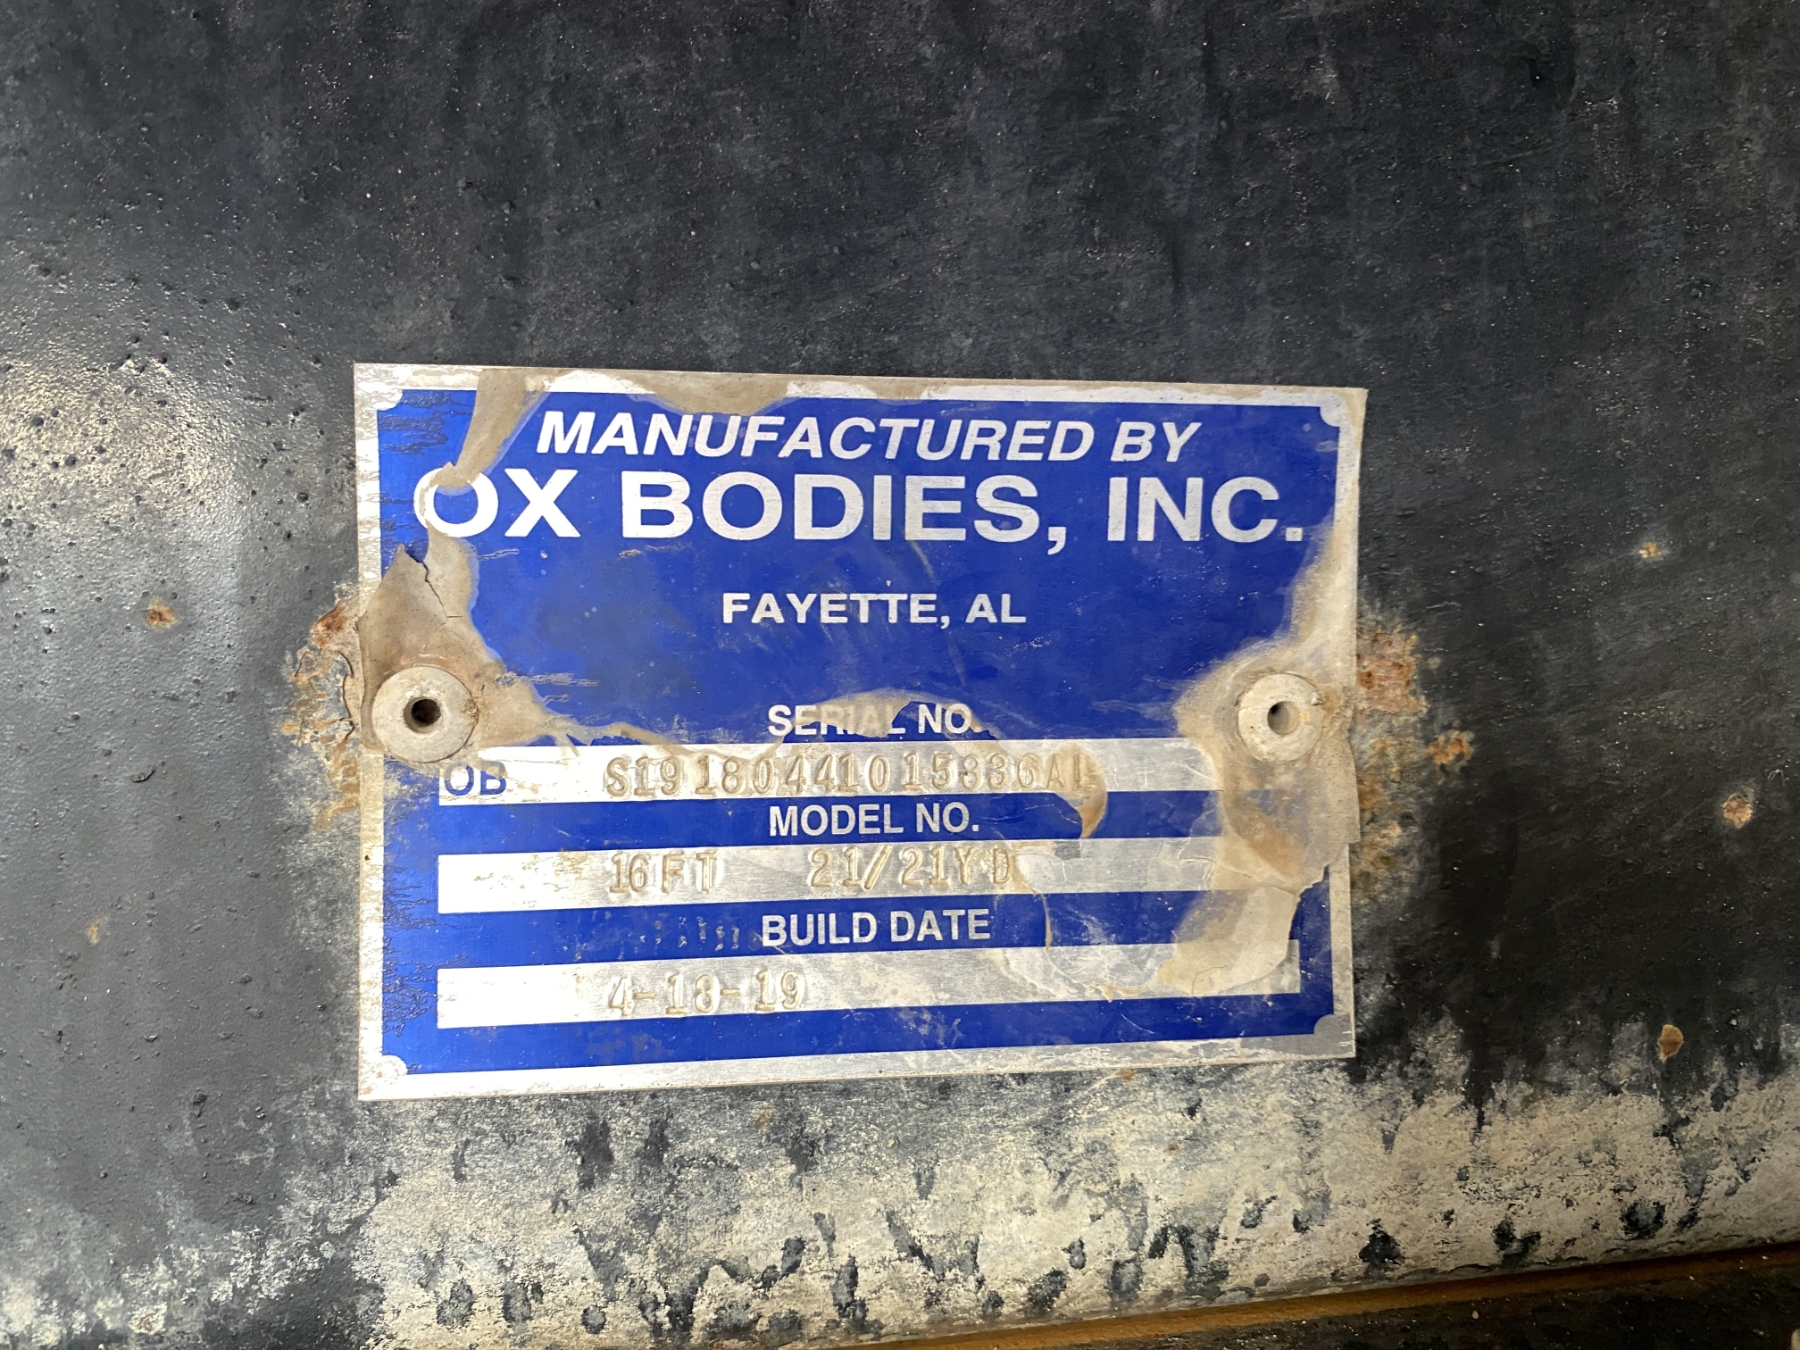 MANUFACTURED BY
OX BODIES, INC.
FAYETTE, AL
SERIAL NO.
OB S19180441015336AL
MODEL NO.
16FT 21/21YD
BUILD DATE
4-18-19